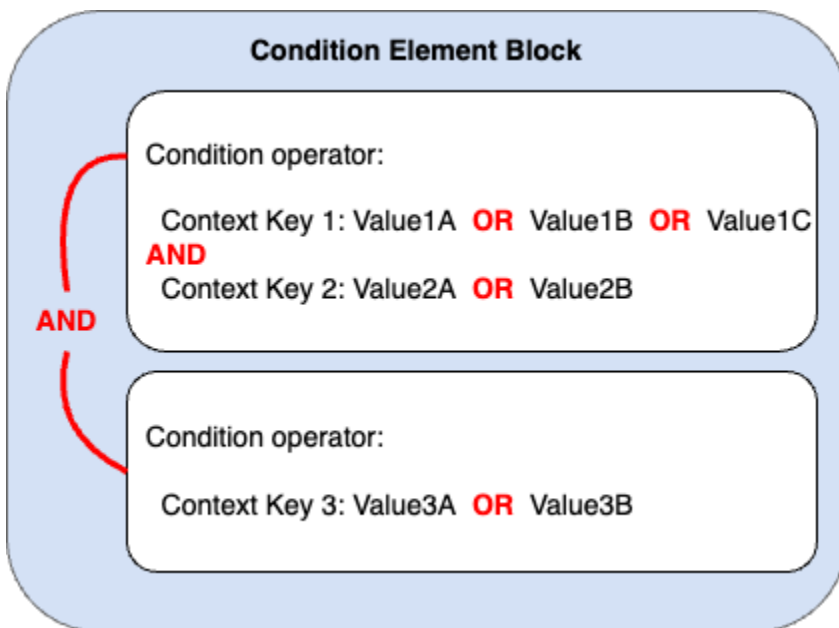 Condition Element Block
Condition operator:
Context Key 1: Value1A OR Value1B OR Value1C
AND
Context Key 2: Value2A OR Value2B
AND
Condition operator:
Context Key 3: Value3A OR Value3B